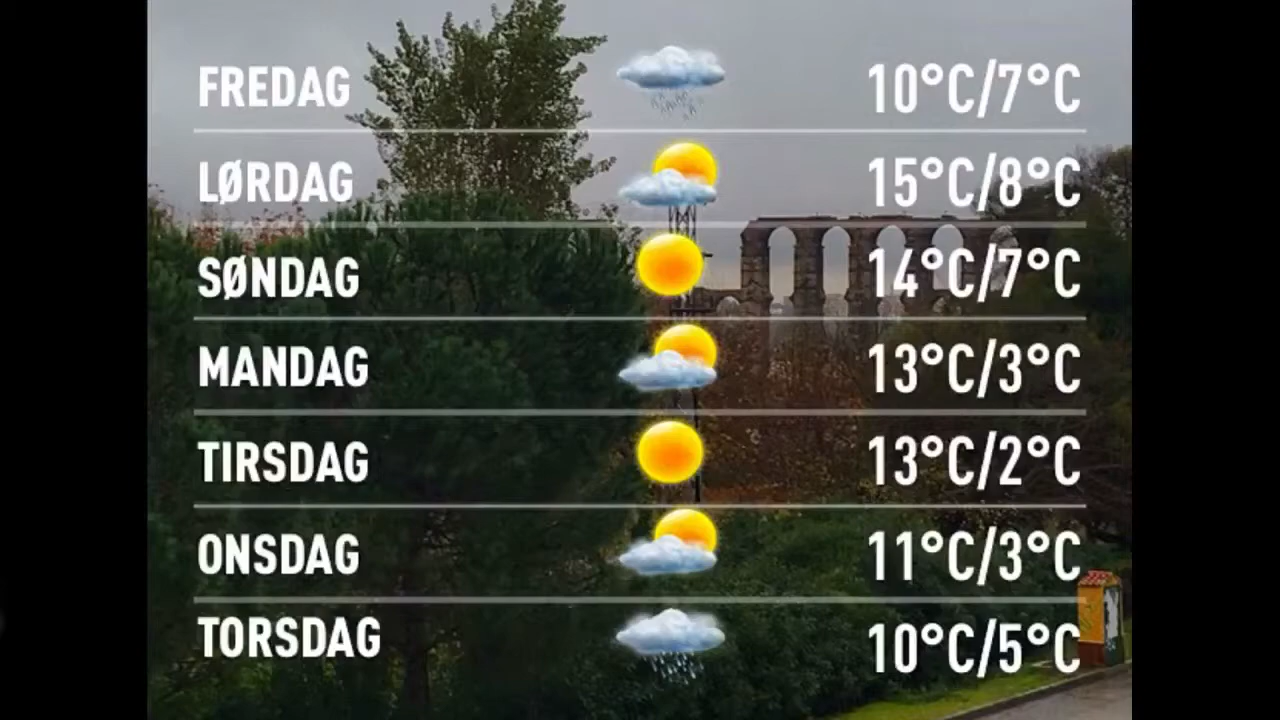 FREDAG 10°C/7°C
LØRDAG 15°C/8°C
SØNDAG 14°C/7°C
MANDAG 13°C/3°C
TIRSDAG 13°C/2°C
ONSDAG 11°C/3°C
TORSDAG 10°C/5°C